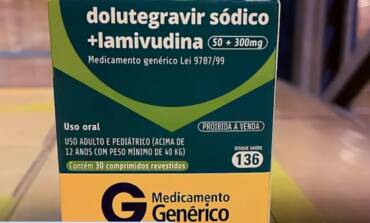 dolutegravir sódico
+lamivudina 50 + 300mg
Medicamento genérico Lei 9787/99
Uso oral
PROIBIDA A VENDA
USO ADULTO E PEDIÁTRICO (ACIMA DE
12 ANOS COM PESO MÍNIMO DE 40 KG)
Contém 30 comprimidos revestidos
DISQUE SAÚDE
136
G Medicamento
Genérico